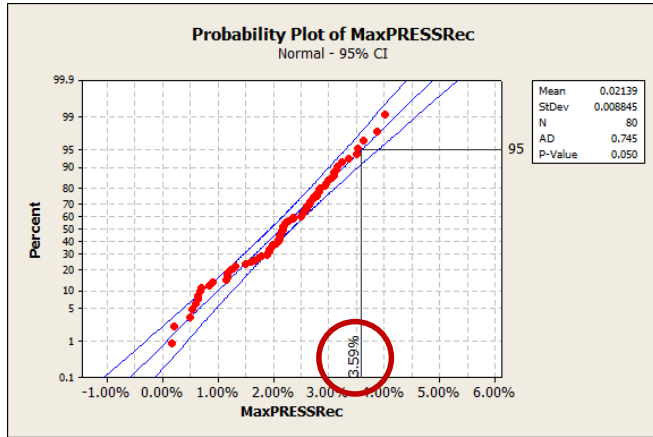 Probability Plot of MaxPRESSRec
Normal - 95% CI
99.9
99
95
90
80
70
60
50
40
30
20
10
5
1
0.1
Percent
95
3.59%
-1.00% 0.00% 1.00% 2.00% 3.00% 4.00% 5.00% 6.00%
MaxPRESSRec
Mean 0.02139
StDev 0.008845
N 80
AD 0.745
P-Value 0.050